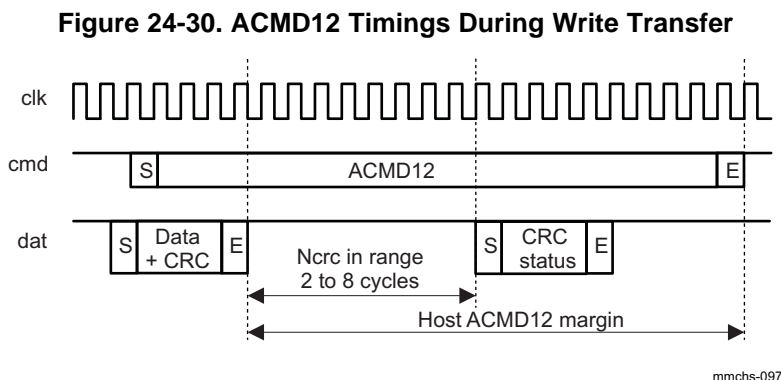 Figure 24-30. ACMD12 Timings During Write Transfer
clk
cmd
S
ACMD12
E
dat
S
Data
+ CRC
E
Ncrc in range
2 to 8 cycles
S
CRC
status
E
Host ACMD12 margin
mmchs-097